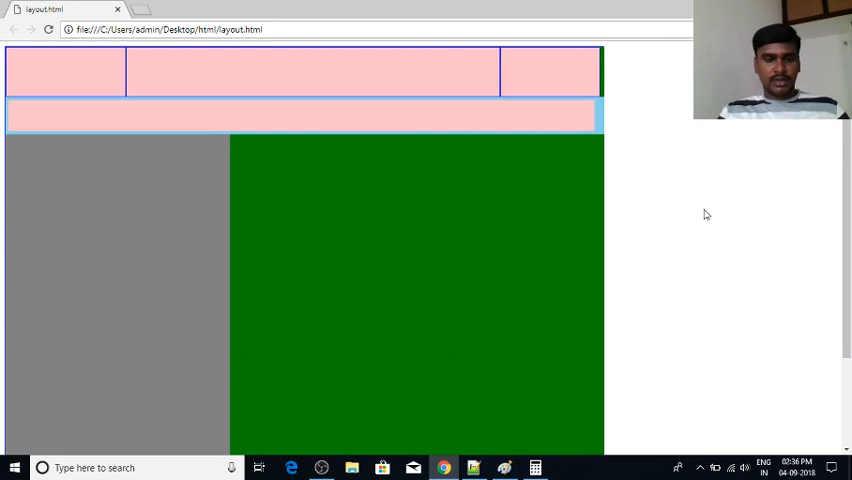 layout.html
file:///C:/Users/admin/Desktop/html/layout.html
Type here to search
ENG
IN
02:36 PM
04-09-2018